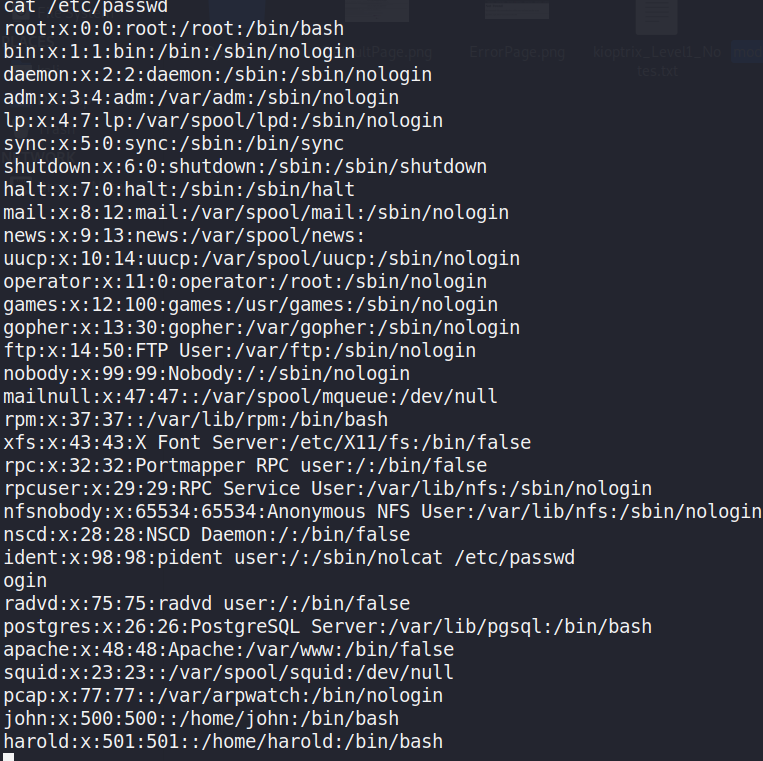 cat /etc/passwd
root:x:0:0:root:/root:/bin/bash
bin:x:1:1:bin:/bin:/sbin/nologin
daemon:x:2:2:daemon:/sbin:/sbin/nologin
adm:x:3:4:adm:/var/adm:/sbin/nologin
lp:x:4:7:lp:/var/spool/lpd:/sbin/nologin
sync:x:5:0:sync:/sbin:/bin/sync
shutdown:x:6:0:shutdown:/sbin:/sbin/shutdown
halt:x:7:0:halt:/sbin:/sbin/halt
mail:x:8:12:mail:/var/spool/mail:/sbin/nologin
news:x:9:13:news:/var/spool/news:
uucp:x:10:14:uucp:/var/spool/uucp:/sbin/nologin
operator:x:11:0:operator:/root:/sbin/nologin
games:x:12:100:games:/usr/games:/sbin/nologin
gopher:x:13:30:gopher:/var/gopher:/sbin/nologin
ftp:x:14:50:FTP User:/var/ftp:/sbin/nologin
nobody:x:99:99:Nobody:/:/sbin/nologin
mailnull:x:47:47::/var/spool/mqueue:/dev/null
rpm:x:37:37::/var/lib/rpm:/bin/bash
xfs:x:43:43:X Font Server:/etc/X11/fs:/bin/false
rpc:x:32:32:Portmapper RPC user:/:/bin/false
rpcuser:x:29:29:RPC Service User:/var/lib/nfs:/sbin/nologin
nfsnobody:x:65534:65534:Anonymous NFS User:/var/lib/nfs:/sbin/nologin
nscd:x:28:28:NSCD Daemon:/:/bin/false
ident:x:98:98:pident user:/:/sbin/nolcat /etc/passwd
ogin
radvd:x:75:75:radvd user:/:/bin/false
postgres:x:26:26:PostgreSQL Server:/var/lib/pgsql:/bin/bash
apache:x:48:48:Apache:/var/www:/bin/false
squid:x:23:23::/var/spool/squid:/dev/null
pcap:x:77:77::/var/arpwatch:/bin/nologin
john:x:500:500::/home/john:/bin/bash
harold:x:501:501::/home/harold:/bin/bash
ErrorPage.png